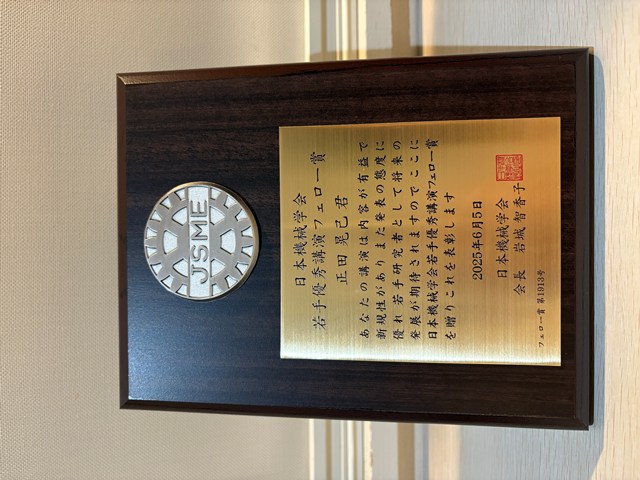 JSME
日本機械学会
若手優秀講演フェロー賞
正田 晃己 君
あなたの講演は内容が有益で
新規性がありまた発表の態度に
優れ若手研究者として将来の
発展が期待されますのでここに
日本機械学会若手優秀講演フェロー賞
を贈りこれを表彰します
2025年6月5日
日本機械学会
会長 岩城 智香子
フェロー賞 第1913号